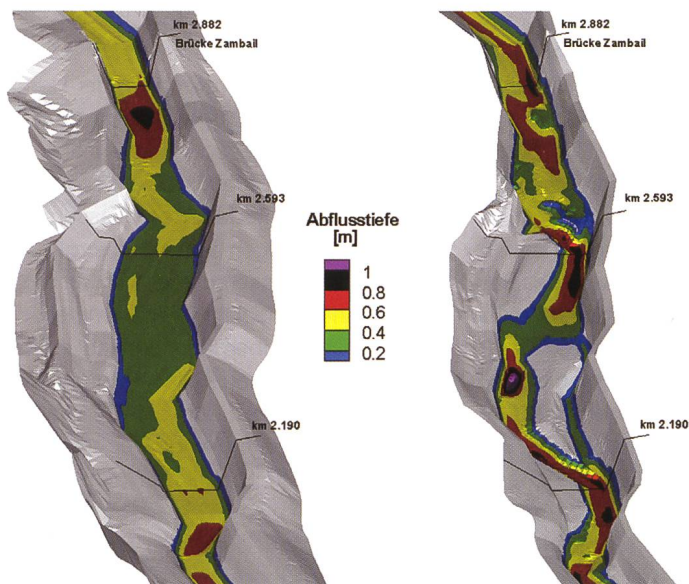 km 2.882
Brücke Zambail
km 2.593
km 2.190
Abflusstiefe
[m]
1
0.8
0.6
0.4
0.2
km 2.882
Brücke Zambail
km 2.593
km 2.190